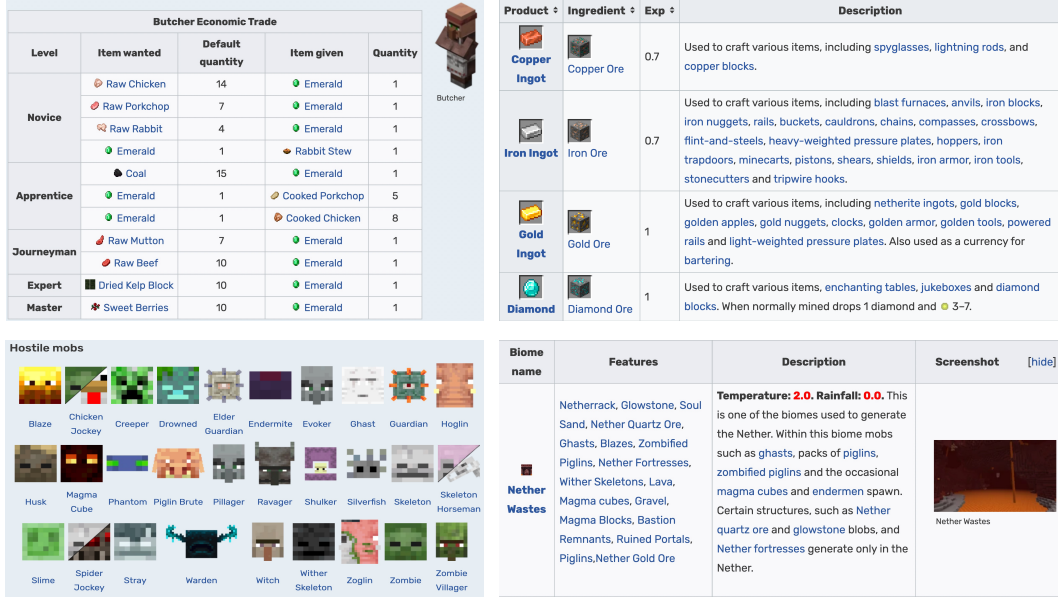 Butcher Economic Trade
Level Item wanted Default quantity Item given Quantity
Novice
Raw Chicken 14 Emerald 1
Raw Porkchop 7 Emerald 1
Raw Rabbit 4 Emerald 1
Emerald 1 Rabbit Stew 1
Apprentice
Coal 15 Emerald 1
Emerald 1 Cooked Porkchop 5
Emerald 1 Cooked Chicken 8
Journeyman
Raw Mutton 7 Emerald 1
Raw Beef 10 Emerald 1
Expert Dried Kelp Block 10 Emerald 1
Master Sweet Berries 10 Emerald 1
Butcher
Product Ingredient Exp Description
Copper Ingot
Copper Ore
0.7
Used to craft various items, including spyglasses, lightning rods, and
copper blocks.
Iron Ingot
Iron Ore
0.7
Used to craft various items, including blast furnaces, anvils, iron blocks,
iron nuggets, rails, buckets, cauldrons, chains, compasses, crossbows,
flint-and-steels, heavy-weighted pressure plates, hoppers, iron
trapdoors, minecarts, pistons, shears, shields, iron armor, iron tools,
stonecutters and tripwire hooks.
Gold Ingot
Gold Ore
1
Used to craft various items, including netherite ingots, gold blocks,
golden apples, gold nuggets, clocks, golden armor, golden tools, powered
rails and light-weighted pressure plates. Also used as a currency for
bartering.
Diamond
Diamond Ore
1
Used to craft various items, enchanting tables, jukeboxes and diamond
blocks. When normally mined drops 1 diamond and 3–7.
Hostile mobs
Blaze Chicken Jockey Creeper Drowned Elder Guardian Endermite Evoker Ghast Guardian Hoglin
Husk Magma Cube Phantom Piglin Brute Pillager Ravager Shulker Silverfish Skeleton Skeleton Horseman
Slime Spider Jockey Stray Warden Witch Wither Skeleton Zoglin Zombie Zombie Villager
Biome name Features Description Screenshot [hide]
Nether Wastes
Netherrack, Glowstone, Soul
Sand, Nether Quartz Ore,
Ghasts, Blazes, Zombified
Piglins, Nether Fortresses,
Wither Skeletons, Lava,
Magma cubes, Gravel,
Magma Blocks, Bastion
Remnants, Ruined Portals,
Piglins,Nether Gold Ore
Temperature: 2.0. Rainfall: 0.0. This
is one of the biomes used to generate
the Nether. Within this biome mobs
such as ghasts, packs of piglins,
zombified piglins and the occasional
magma cubes and endermen spawn.
Certain structures, such as Nether
quartz ore and glowstone blobs, and
Nether fortresses generate only in the
Nether.
Nether Wastes